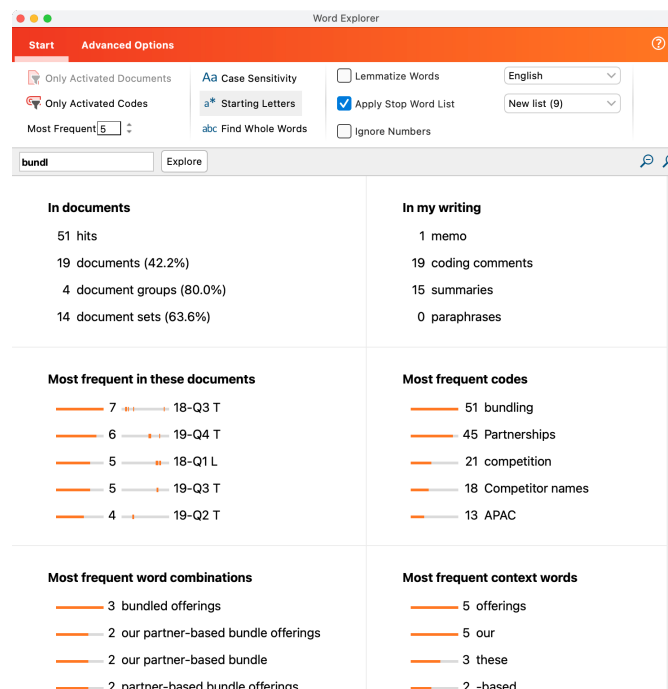 Word Explorer
Start Advanced Options
Only Activated Documents Aa Case Sensitivity Lemmatize Words English
Only Activated Codes a* Starting Letters Apply Stop Word List New list (9)
Most Frequent 5 abc Find Whole Words Ignore Numbers
bundl Explore
In documents
51 hits
19 documents (42.2%)
4 document groups (80.0%)
14 document sets (63.6%)
In my writing
1 memo
19 coding comments
15 summaries
0 paraphrases
Most frequent in these documents
7 18-Q3 T
6 19-Q4 T
5 18-Q1 L
5 19-Q3 T
4 19-Q2 T
Most frequent codes
51 bundling
45 Partnerships
21 competition
18 Competitor names
13 APAC
Most frequent word combinations
3 bundled offerings
2 our partner-based bundle offerings
2 our partner-based bundle
2 partner-based bundle offerings
Most frequent context words
5 offerings
5 our
3 these
2 -based